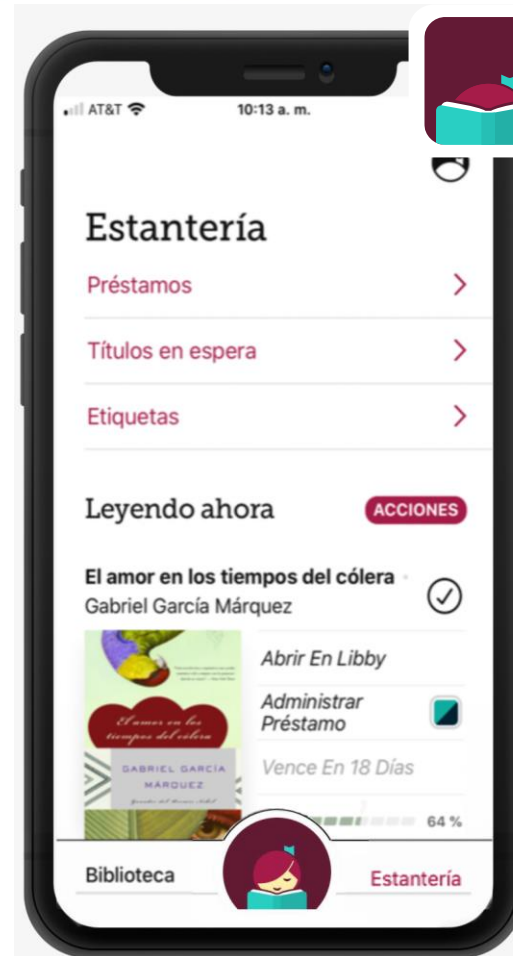 AT&T
10:13 a. m.
Estantería
Préstamos
Títulos en espera
Etiquetas
Leyendo ahora
ACCIONES
El amor en los tiempos del cólera
Gabriel García Márquez
Abrir En Libby
Administrar
Préstamo
Vence En 18 Días
64 %
El amor en los
tiempos del cólera
GABRIEL GARCÍA
MÁRQUEZ
Biblioteca
Estantería